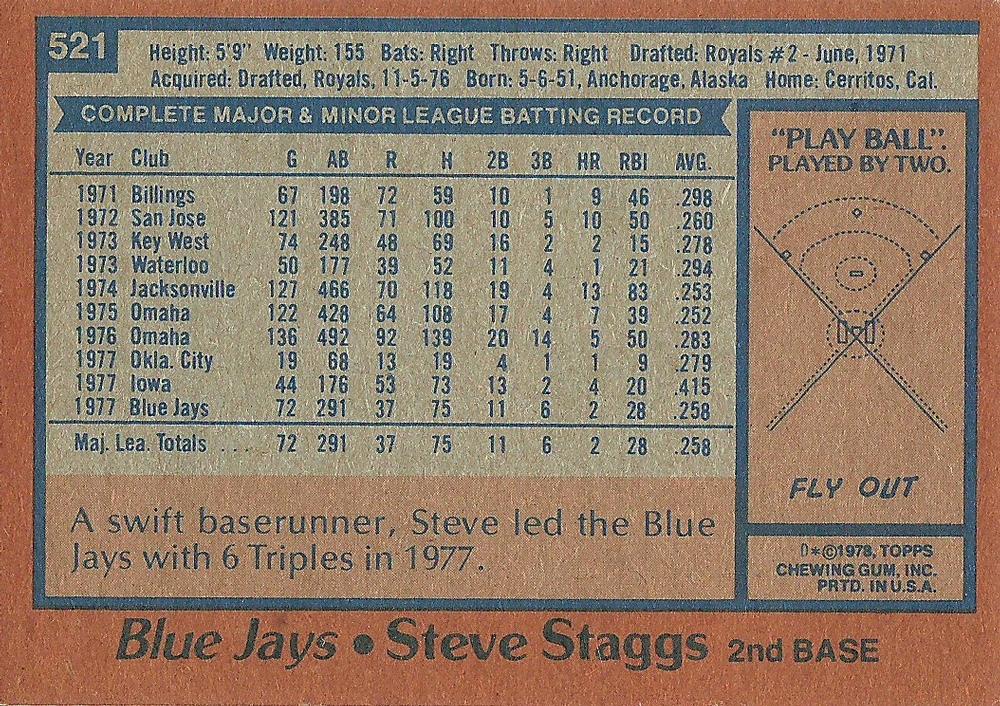 521
Height: 5'9" Weight: 155 Bats: Right Throws: Right Drafted: Royals #2 - June, 1971
Acquired: Drafted, Royals, 11-5-76 Born: 5-6-51, Anchorage, Alaska Home: Cerritos, Cal.
COMPLETE MAJOR & MINOR LEAGUE BATTING RECORD
Year Club G AB R H 2B 3B HR RBI AVG.
1971 Billings 67 198 72 59 10 1 9 46 .298
1972 San Jose 121 385 71 100 10 5 10 50 .260
1973 Key West 74 248 48 69 16 2 2 15 .278
1973 Waterloo 50 177 39 52 11 4 1 21 .294
1974 Jacksonville 127 466 70 118 19 4 13 83 .253
1975 Omaha 122 428 64 108 17 4 7 39 .252
1976 Omaha 136 492 92 139 20 14 5 50 .283
1977 Okla. City 19 68 13 19 4 1 1 9 .279
1977 Iowa 44 176 53 73 13 2 4 20 .415
1977 Blue Jays 72 291 37 75 11 6 2 28 .258
Maj. Lea. Totals .... 72 291 37 75 11 6 2 28 .258
A swift baserunner, Steve led the Blue
Jays with 6 Triples in 1977.
"PLAY BALL".
PLAYED BY TWO.
FLY OUT
D*©1978, TOPPS
CHEWING GUM, INC.
PRTD. IN U.S.A.
Blue Jays • Steve Staggs 2nd BASE